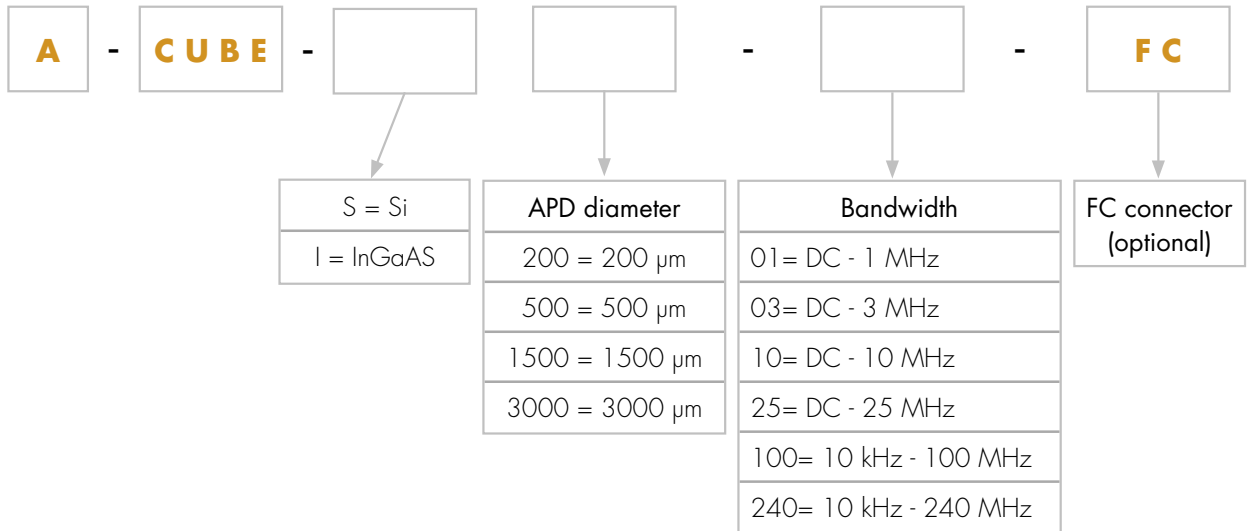 A - CUBE - - - FC
S = Si
I = InGaAS
APD diameter
200 = 200 µm
500 = 500 µm
1500 = 1500 µm
3000 = 3000 µm
Bandwidth
01= DC - 1 MHz
03= DC - 3 MHz
10= DC - 10 MHz
25= DC - 25 MHz
100= 10 kHz - 100 MHz
240= 10 kHz - 240 MHz
FC connector
(optional)